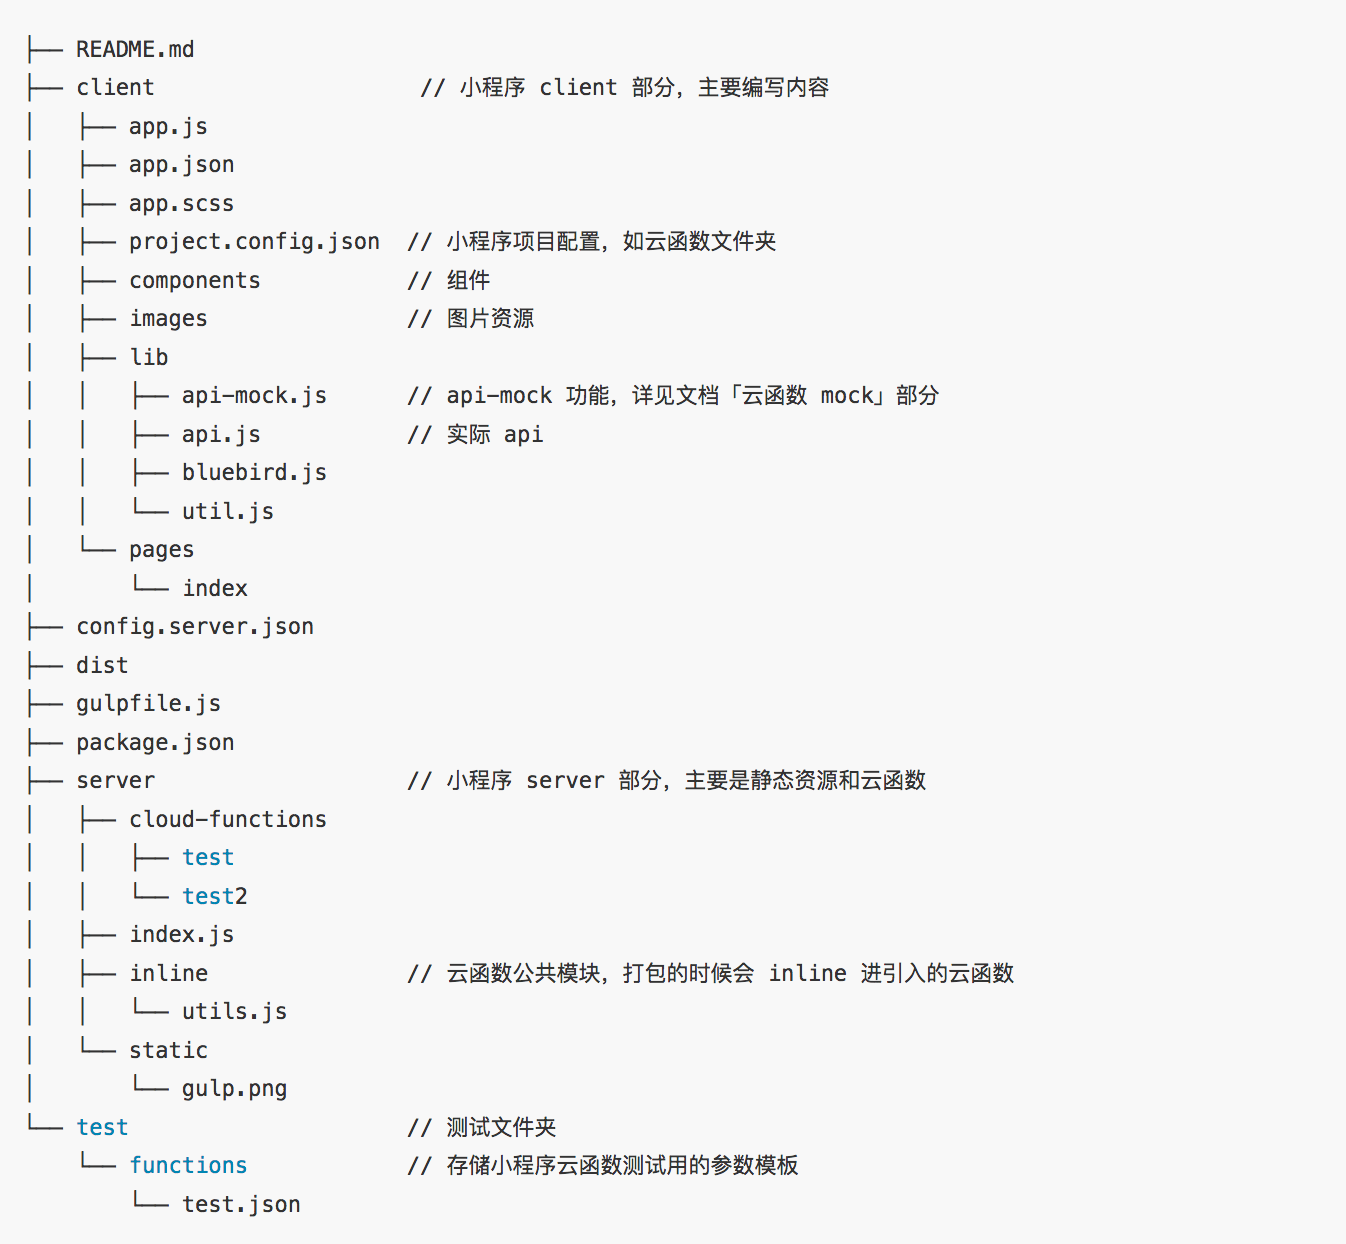 ├── README.md
├── client                    // 小程序 client 部分，主要编写内容
│   ├── app.js
│   ├── app.json
│   ├── app.scss
│   ├── project.config.json  // 小程序项目配置，如云函数文件夹
│   ├── components           // 组件
│   ├── images               // 图片资源
│   ├── lib
│   │   ├── api-mock.js      // api-mock 功能，详见文档「云函数 mock」部分
│   │   ├── api.js           // 实际 api
│   │   ├── bluebird.js
│   │   └── util.js
│   └── pages
│       └── index
├── config.server.json
├── dist
├── gulpfile.js
├── package.json
├── server                   // 小程序 server 部分，主要是静态资源和云函数
│   ├── cloud-functions
│   │   ├── test
│   │   └── test2
│   ├── index.js
│   ├── inline               // 云函数公共模块，打包的时候会 inline 进引入的云函数
│   │   └── utils.js
│   └── static
│       └── gulp.png
└── test                     // 测试文件夹
    └── functions            // 存储小程序云函数测试用的参数模板
        └── test.json